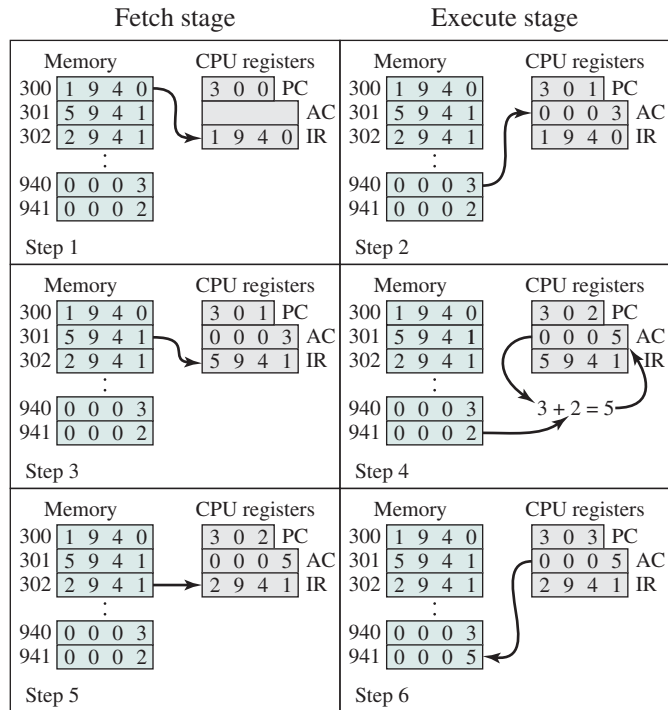 Fetch stage
Execute stage
Memory
CPU registers
300 1 9 4 0
3 0 0 PC
301 5 9 4 1
AC
302 2 9 4 1
1 9 4 0 IR
940 0 0 0 3
941 0 0 0 2
Step 1
Memory
CPU registers
300 1 9 4 0
3 0 1 PC
301 5 9 4 1
0 0 0 3 AC
302 2 9 4 1
1 9 4 0 IR
940 0 0 0 3
941 0 0 0 2
Step 2
Memory
CPU registers
300 1 9 4 0
3 0 1 PC
301 5 9 4 1
0 0 0 3 AC
302 2 9 4 1
5 9 4 1 IR
940 0 0 0 3
941 0 0 0 2
Step 3
Memory
CPU registers
300 1 9 4 0
3 0 2 PC
301 5 9 4 1
0 0 0 5 AC
302 2 9 4 1
5 9 4 1 IR
940 0 0 0 3
3 + 2 = 5
941 0 0 0 2
Step 4
Memory
CPU registers
300 1 9 4 0
3 0 2 PC
301 5 9 4 1
0 0 0 5 AC
302 2 9 4 1
2 9 4 1 IR
940 0 0 0 3
941 0 0 0 2
Step 5
Memory
CPU registers
300 1 9 4 0
3 0 3 PC
301 5 9 4 1
0 0 0 5 AC
302 2 9 4 1
2 9 4 1 IR
940 0 0 0 3
941 0 0 0 5
Step 6